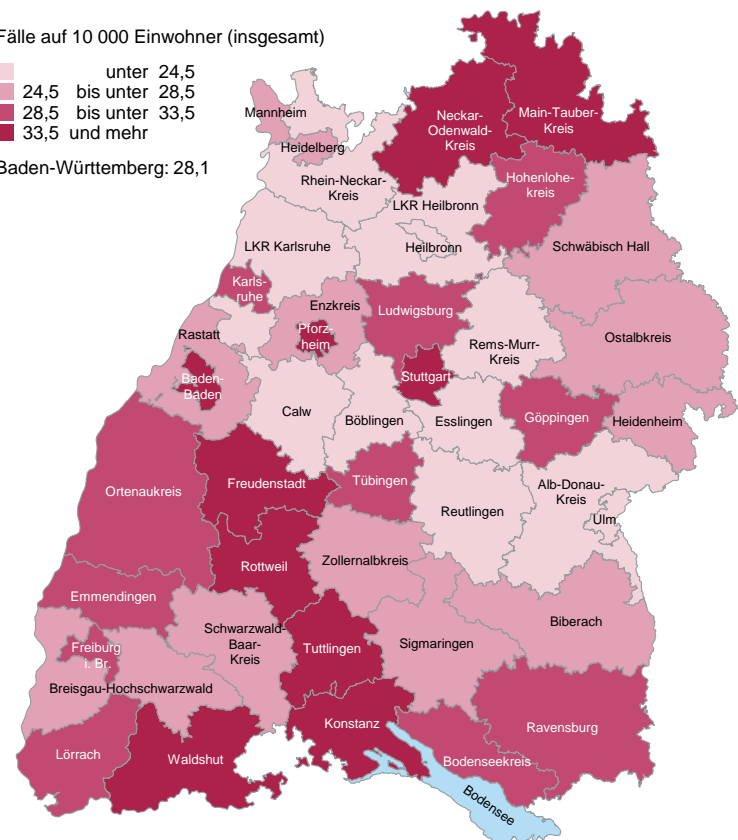 Fälle auf 10 000 Einwohner (insgesamt)
unter 24,5
24,5 bis unter 28,5
28,5 bis unter 33,5
33,5 und mehr
Baden-Württemberg: 28,1
Mannheim
Heidelberg
Rhein-Neckar-
Kreis
Neckar-
Odenwald-
Kreis
Main-Tauber-
Kreis
Hohenlohe-
kreis
LKR Heilbronn
Heilbronn
LKR Karlsruhe
Schwäbisch Hall
Karls-
ruhe
Enzkreis
Pforz-
heim
Ludwigsburg
Rems-Murr-
Kreis
Ostalbkreis
Rastatt
Baden-
Baden
Stuttgart
Calw
Böblingen
Esslingen
Göppingen
Heidenheim
Ortenaukreis
Freudenstadt
Tübingen
Reutlingen
Alb-Donau-
Kreis
Ulm
Rottweil
Zollernalbkreis
Emmendingen
Schwarzwald-
Baar-
Kreis
Tuttlingen
Sigmaringen
Biberach
Freiburg
i. Br.
Breisgau-Hochschwarzwald
Konstanz
Ravensburg
Lörrach
Waldshut
Bodenseekreis
Bodensee